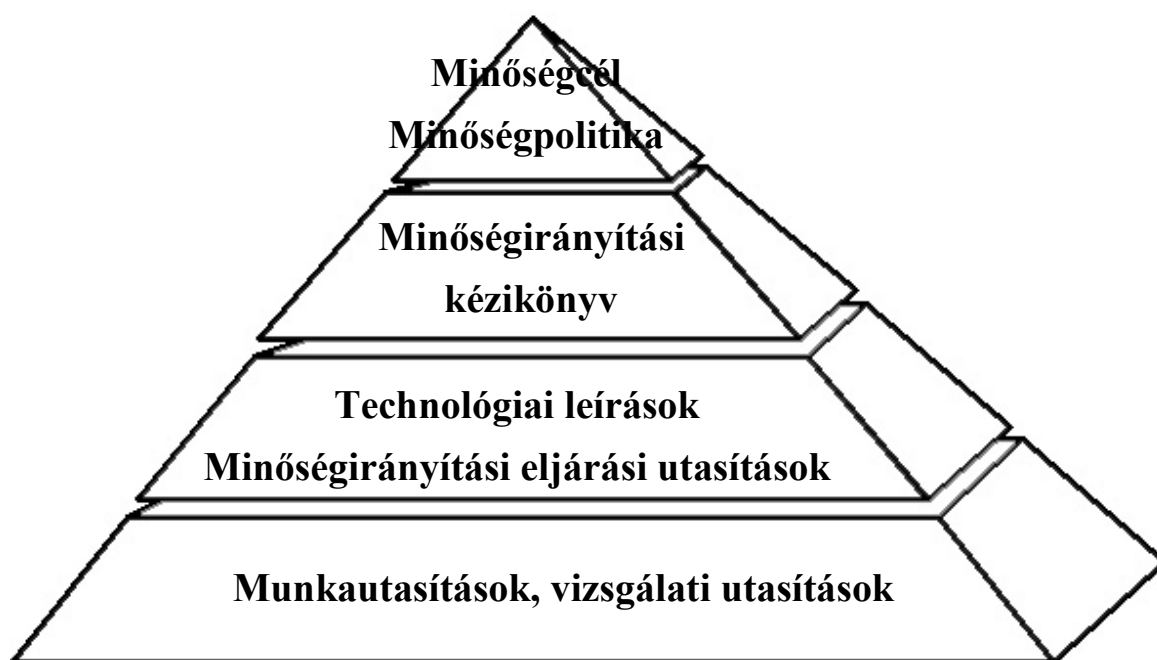 Minőségcél
Minőségpolitika
Minőségirányítási
kézikönyv
Technológiai leírások
Minőségirányítási eljárási utasítások
Munkautasítások, vizsgálati utasítások